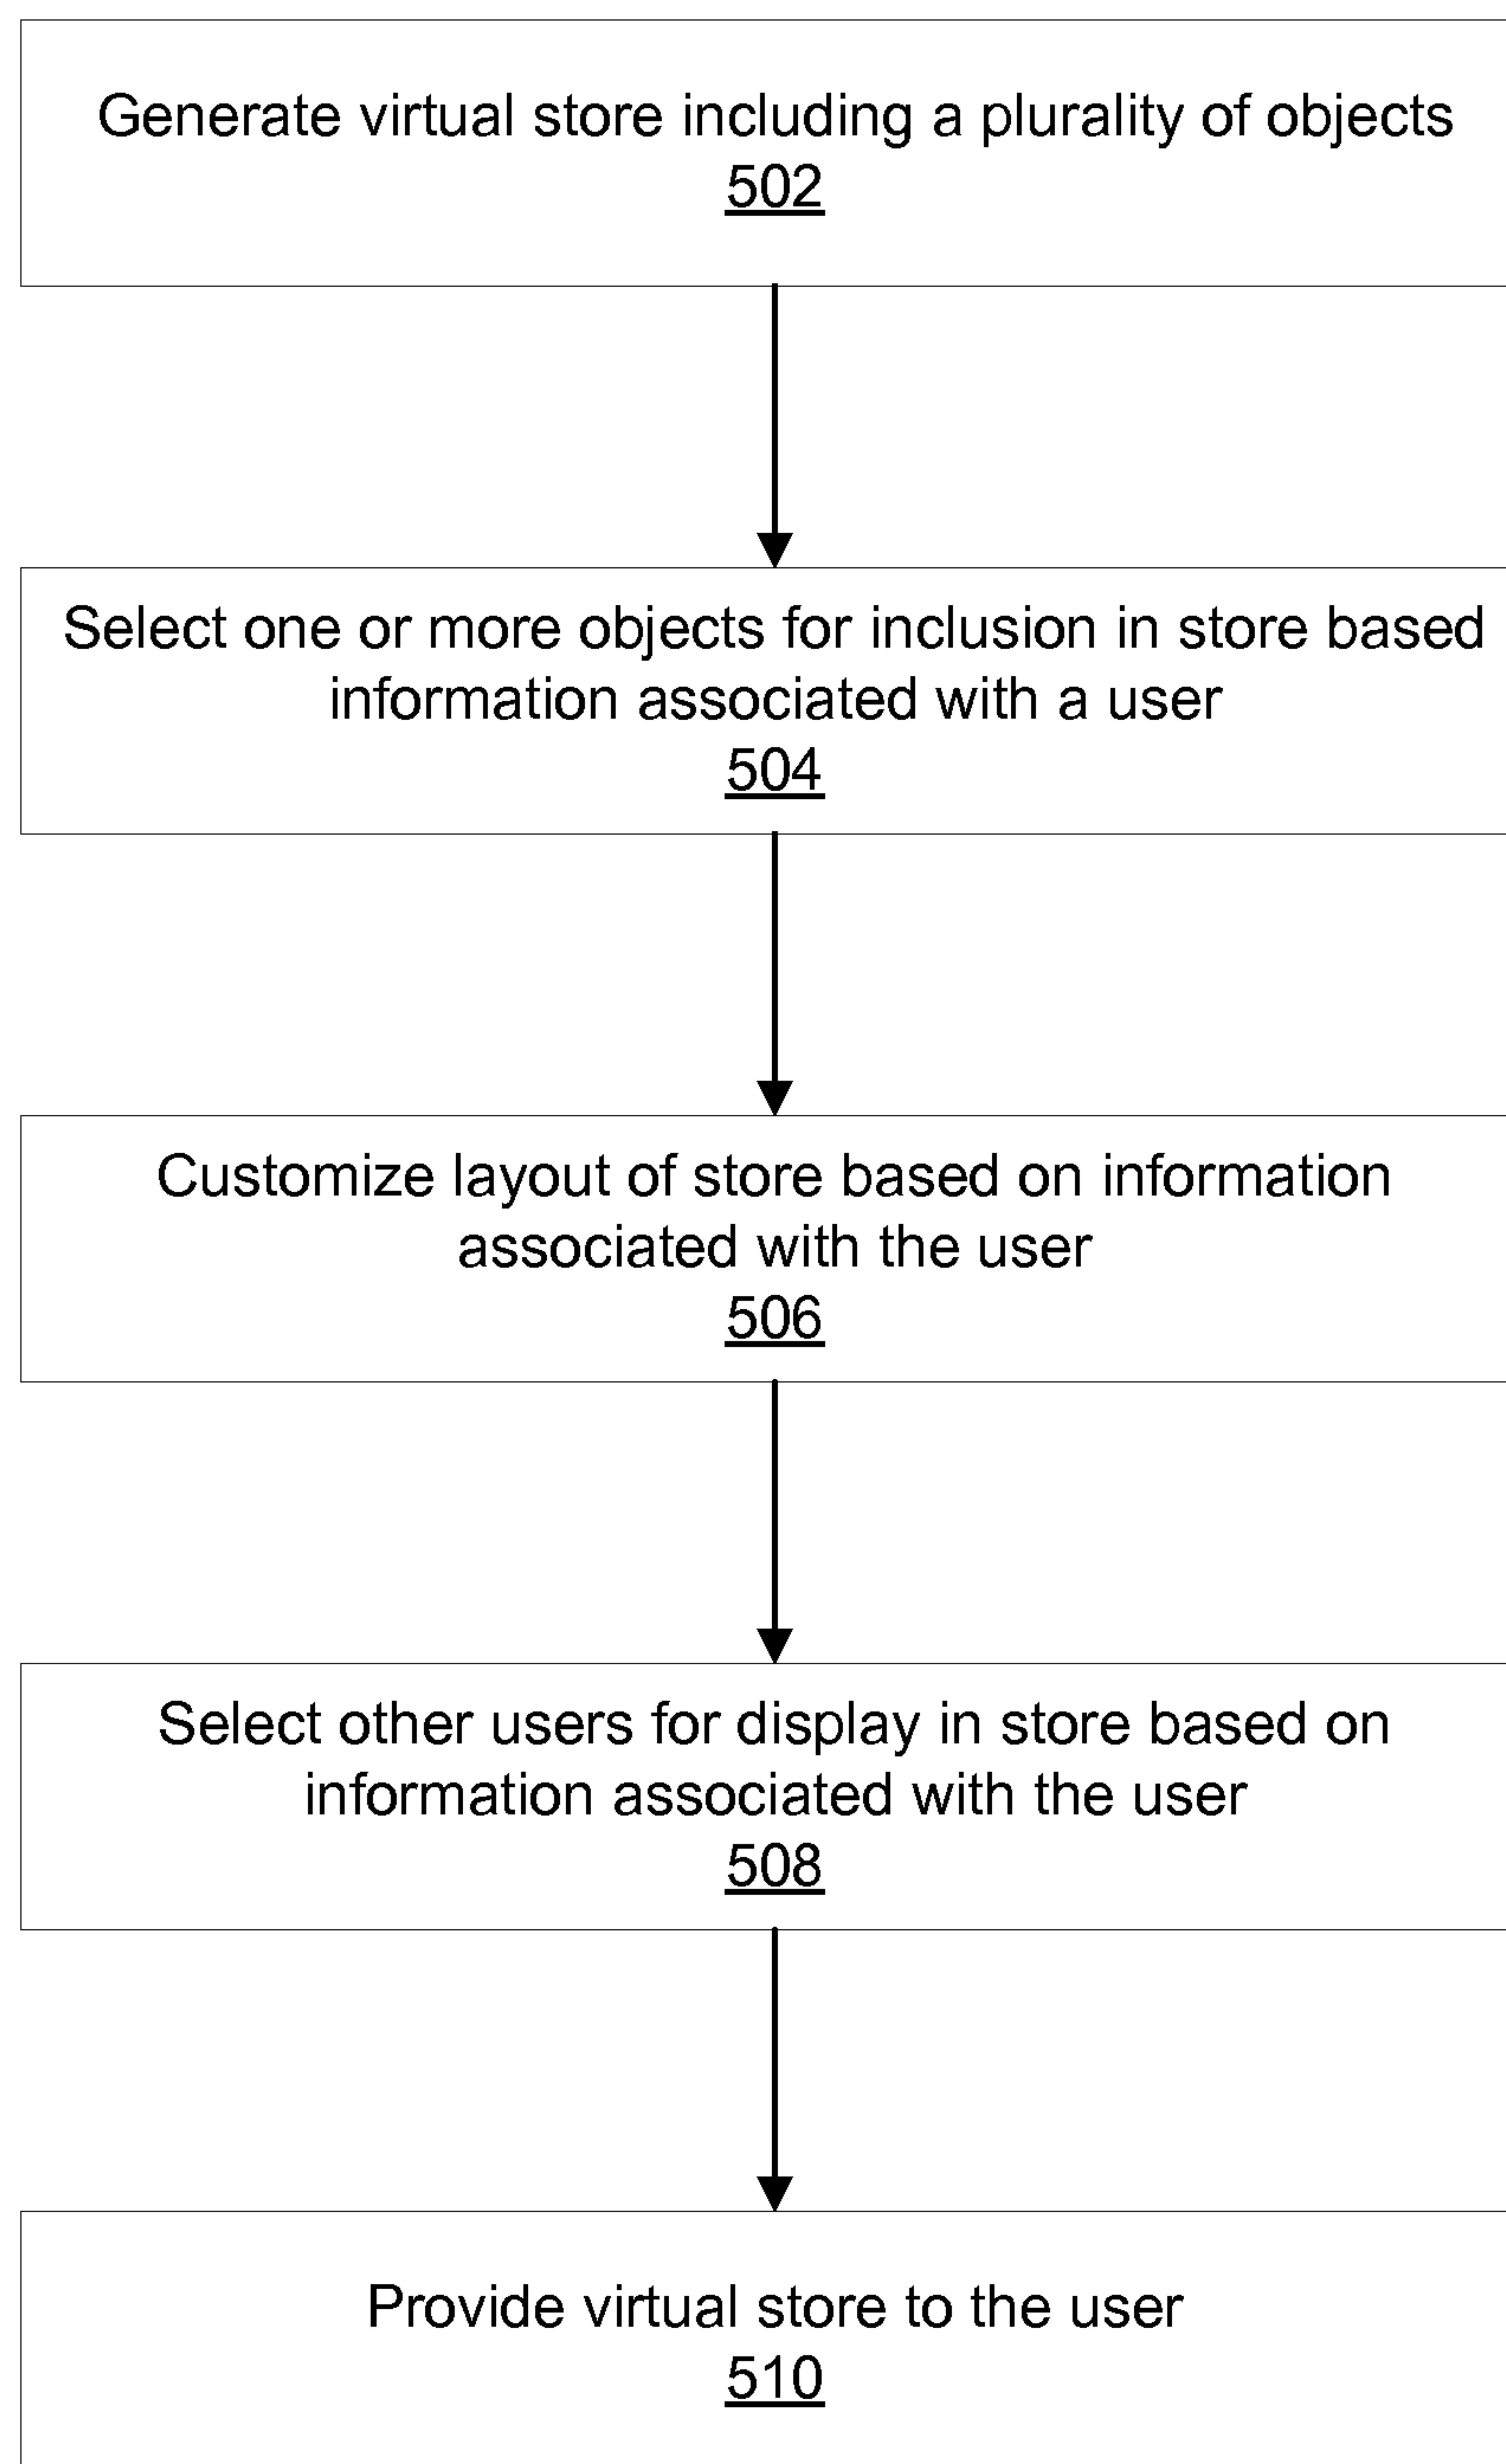 Generate virtual store including a plurality of objects
502
Select one or more objects for inclusion in store based
information associated with a user
504
Customize layout of store based on information
associated with the user
506
Select other users for display in store based on
information associated with the user
508
Provide virtual store to the user
510